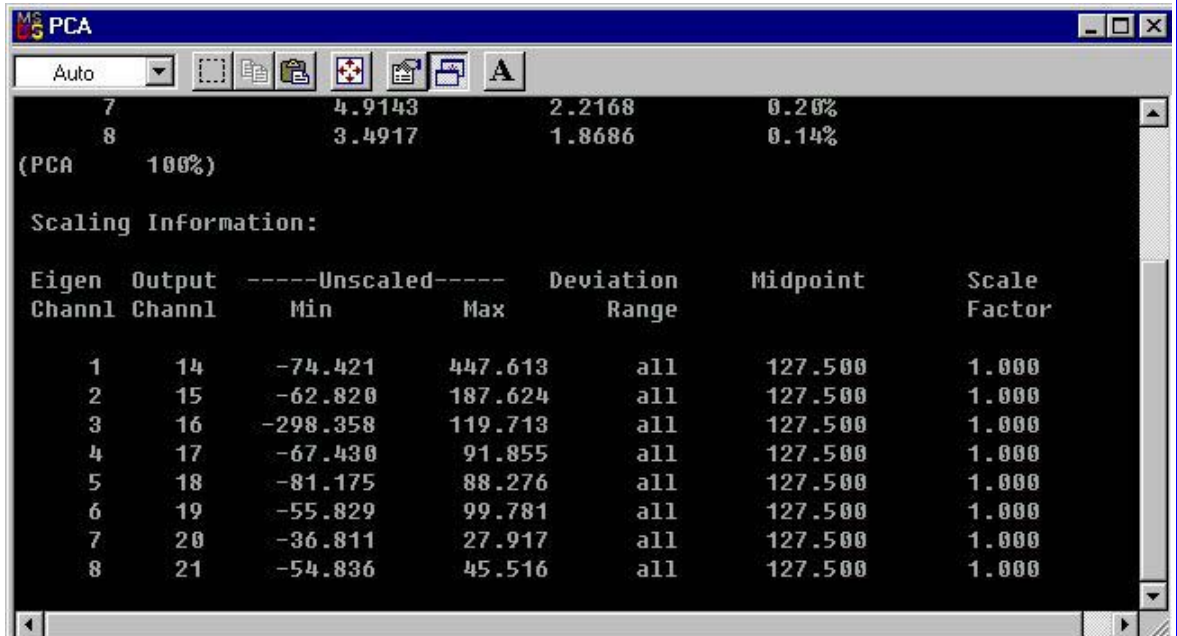 MS DOS PCA
Auto A
7 4.9143 2.2168 0.20%
8 3.4917 1.8686 0.14%
(PCA 100%)
Scaling Information:
Eigen Output -----Unscaled----- Deviation Midpoint Scale
Channl Channl Min Max Range Factor
1 14 -74.421 447.613 all 127.500 1.000
2 15 -62.820 187.624 all 127.500 1.000
3 16 -298.358 119.713 all 127.500 1.000
4 17 -67.430 91.855 all 127.500 1.000
5 18 -81.175 88.276 all 127.500 1.000
6 19 -55.829 99.781 all 127.500 1.000
7 20 -36.811 27.917 all 127.500 1.000
8 21 -54.836 45.516 all 127.500 1.000